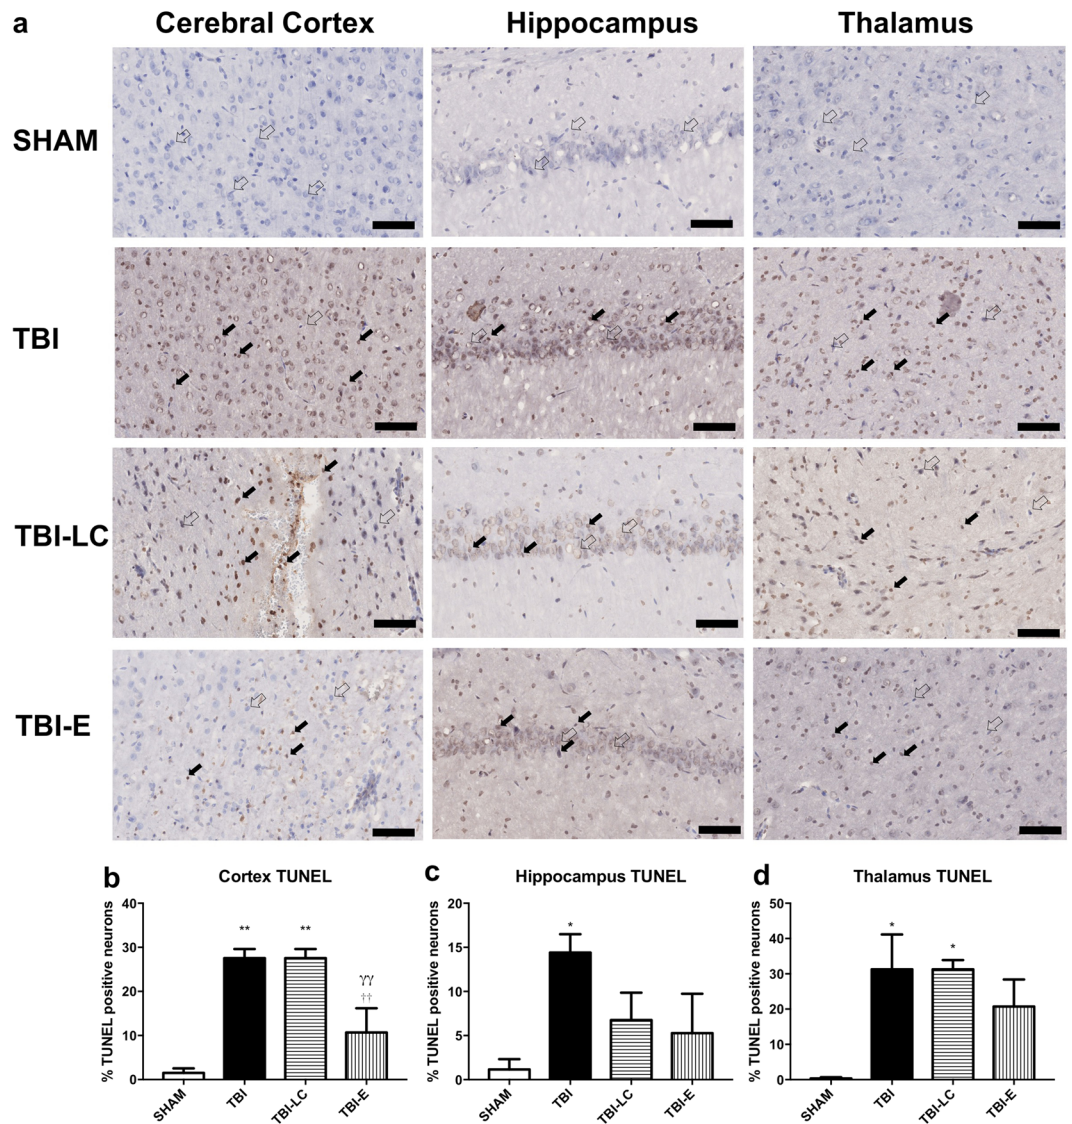 a Cerebral Cortex Hippocampus Thalamus
SHAM
TBI
TBI-LC
TBI-E
b Cortex TUNEL
% TUNEL positive neurons
40
30
20
10
0
** ** γγ
††
SHAM TBI TBI-LC TBI-E
c Hippocampus TUNEL
% TUNEL positive neurons
20
15
10
5
0
*
SHAM TBI TBI-LC TBI-E
d Thalamus TUNEL
% TUNEL positive neurons
50
40
30
20
10
0
* *
SHAM TBI TBI-LC TBI-E